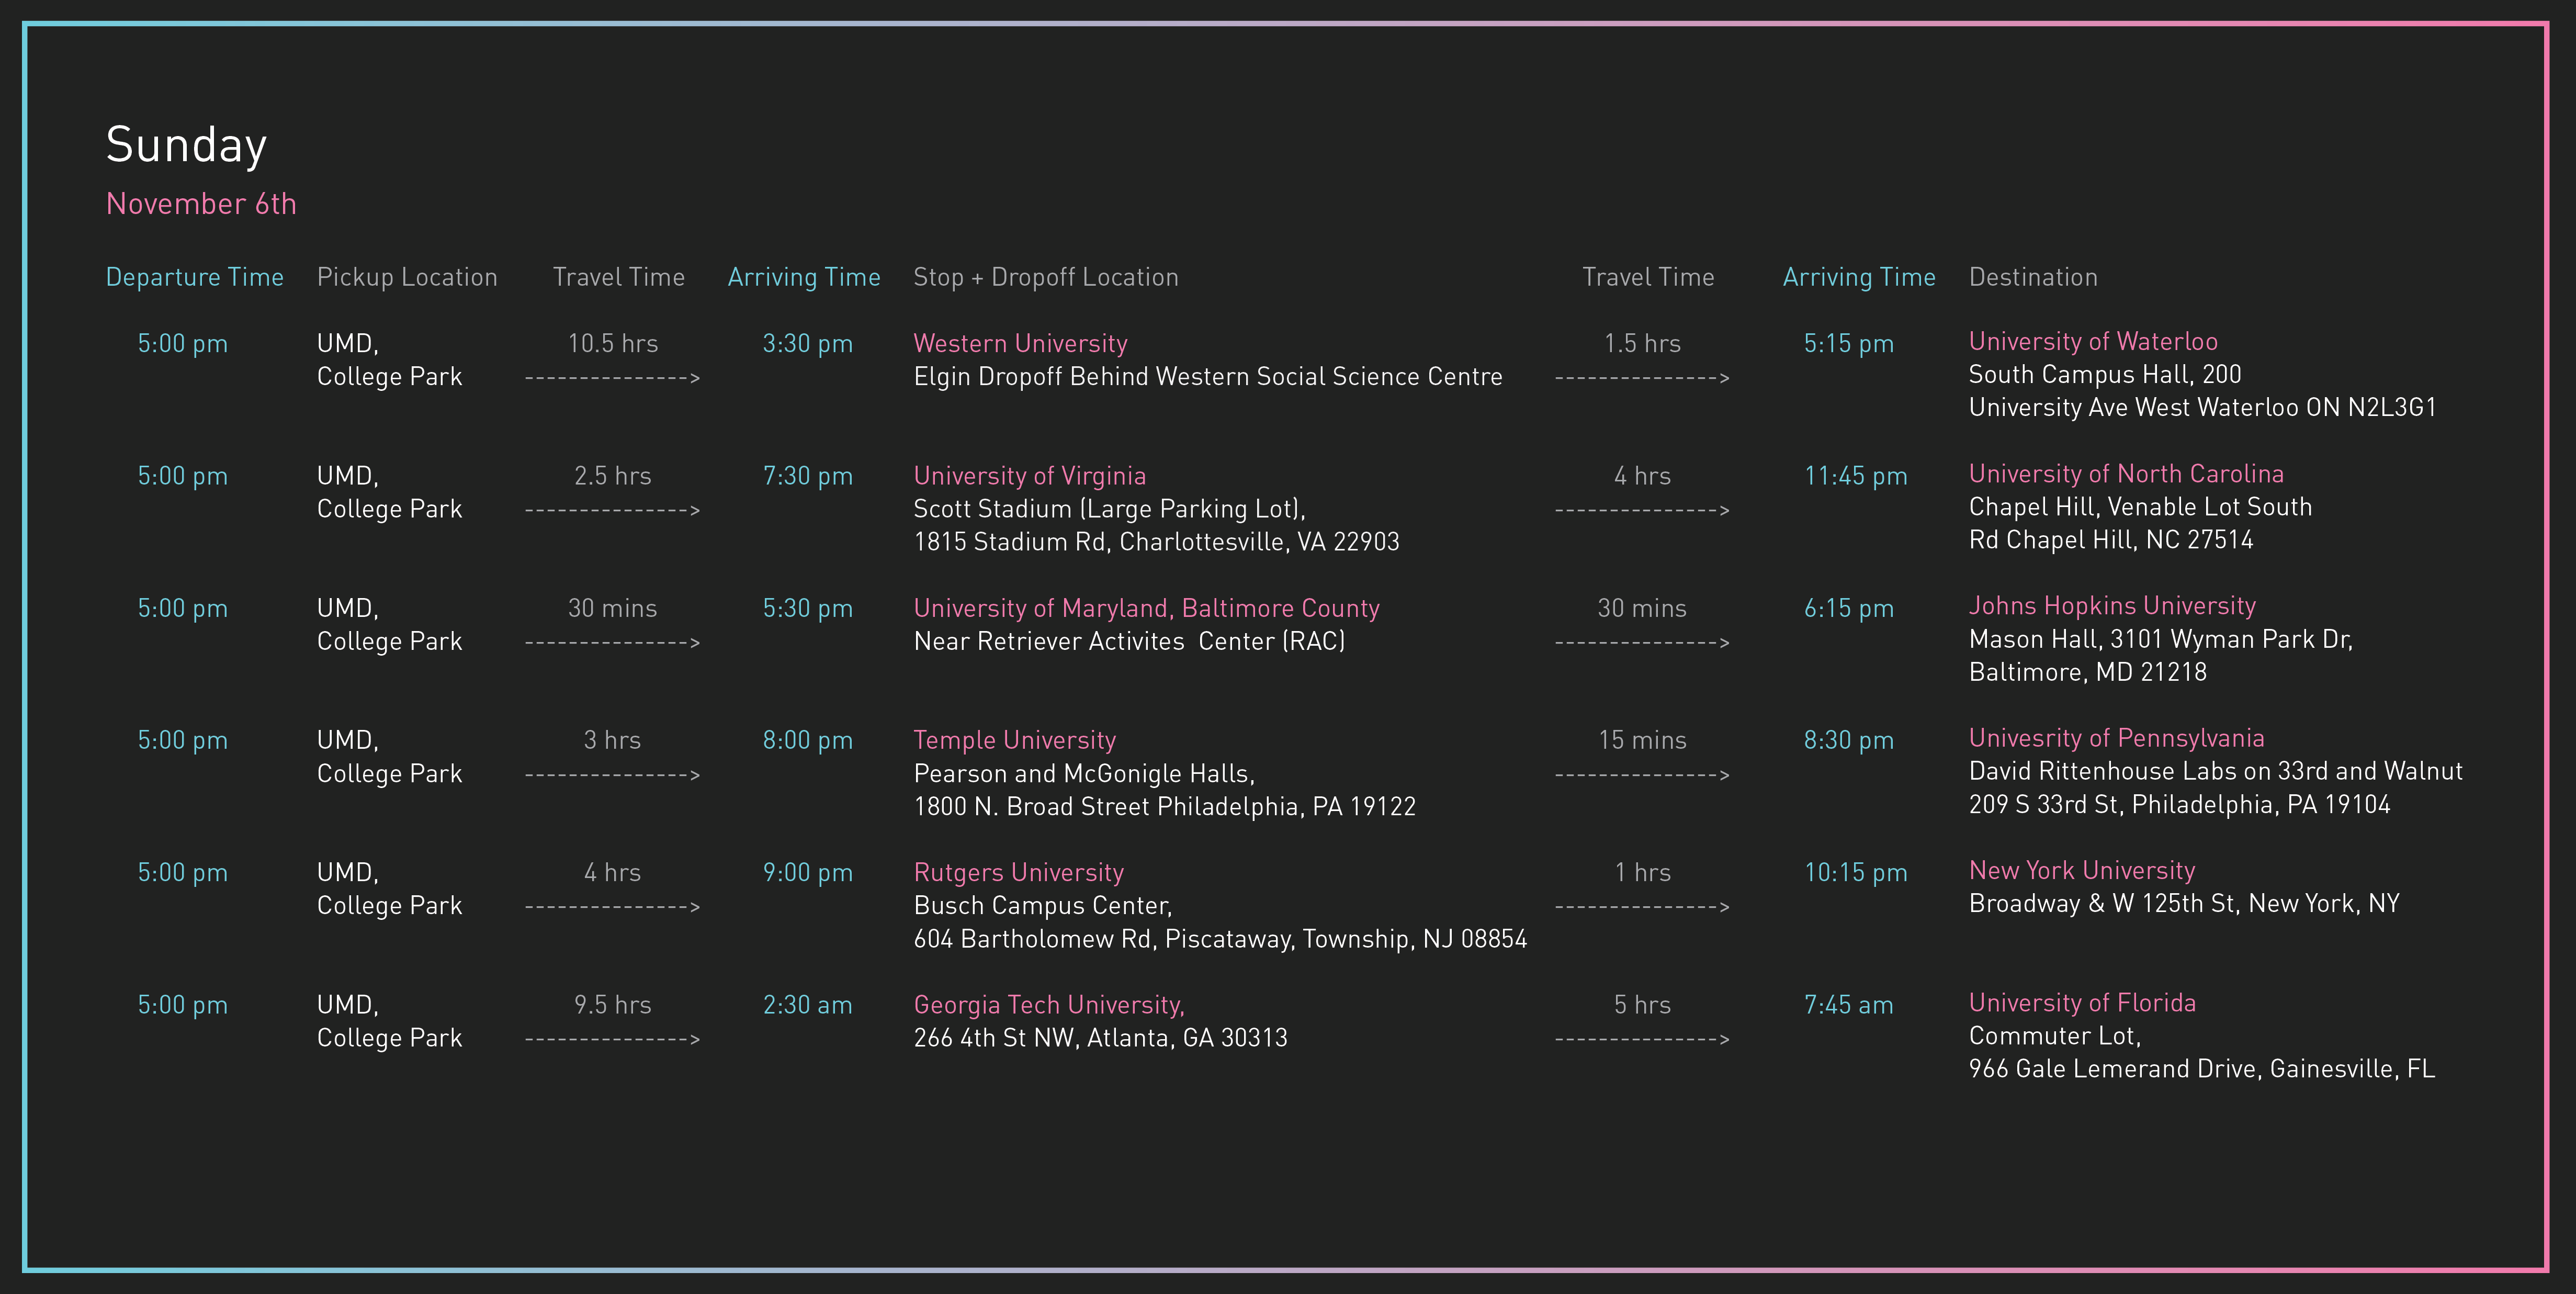 Sunday
November 6th
Departure Time Pickup Location Travel Time Arriving Time Stop + Dropoff Location Travel Time Arriving Time Destination
5:00 pm UMD, 10.5 hrs 3:30 pm Western University 1.5 hrs 5:15 pm University of Waterloo
College Park ---------------> Elgin Dropoff Behind Western Social Science Centre ---------------> South Campus Hall, 200
University Ave West Waterloo ON N2L3G1
5:00 pm UMD, 2.5 hrs 7:30 pm University of Virginia 4 hrs 11:45 pm University of North Carolina
College Park ---------------> Scott Stadium (Large Parking Lot), ---------------> Chapel Hill, Venable Lot South
1815 Stadium Rd, Charlottesville, VA 22903 Rd Chapel Hill, NC 27514
5:00 pm UMD, 30 mins 5:30 pm University of Maryland, Baltimore County 30 mins 6:15 pm Johns Hopkins University
College Park ---------------> Near Retriever Activites  Center (RAC) ---------------> Mason Hall, 3101 Wyman Park Dr,
Baltimore, MD 21218
5:00 pm UMD, 3 hrs 8:00 pm Temple University 15 mins 8:30 pm Univesrity of Pennsylvania
College Park ---------------> Pearson and McGonigle Halls, ---------------> David Rittenhouse Labs on 33rd and Walnut
1800 N. Broad Street Philadelphia, PA 19122 209 S 33rd St, Philadelphia, PA 19104
5:00 pm UMD, 4 hrs 9:00 pm Rutgers University 1 hrs 10:15 pm New York University
College Park ---------------> Busch Campus Center, ---------------> Broadway & W 125th St, New York, NY
604 Bartholomew Rd, Piscataway, Township, NJ 08854
5:00 pm UMD, 9.5 hrs 2:30 am Georgia Tech University, 5 hrs 7:45 am University of Florida
College Park ---------------> 266 4th St NW, Atlanta, GA 30313 ---------------> Commuter Lot,
966 Gale Lemerand Drive, Gainesville, FL